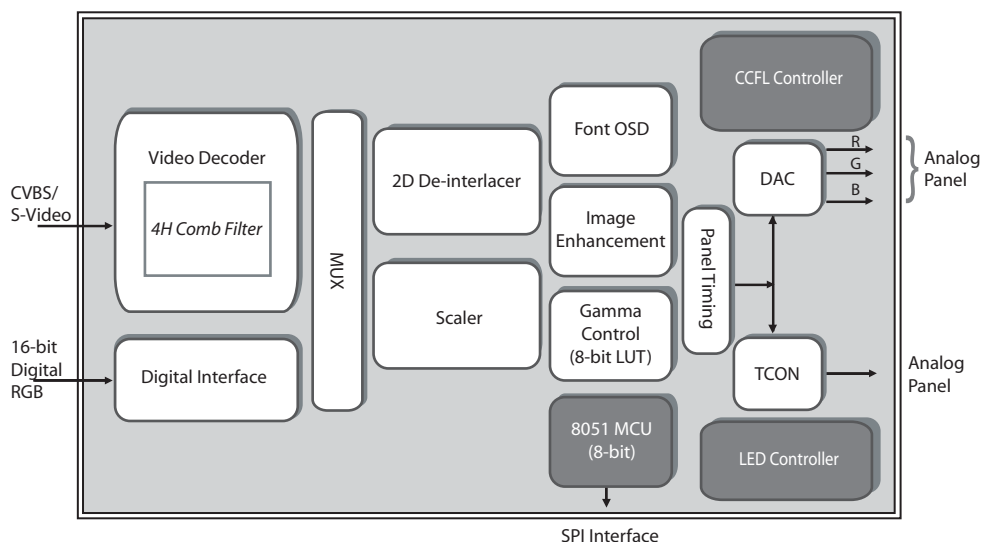 CVBS/
S-Video
16-bit
Digital
RGB
Video Decoder
4H Comb Filter
Digital Interface
MUX
2D De-interlacer
Scaler
Font OSD
Image
Enhancement
Gamma
Control
(8-bit LUT)
8051 MCU
(8-bit)
SPI Interface
Panel Timing
CCFL Controller
DAC
R
G
B
Analog
Panel
TCON
Analog
Panel
LED Controller